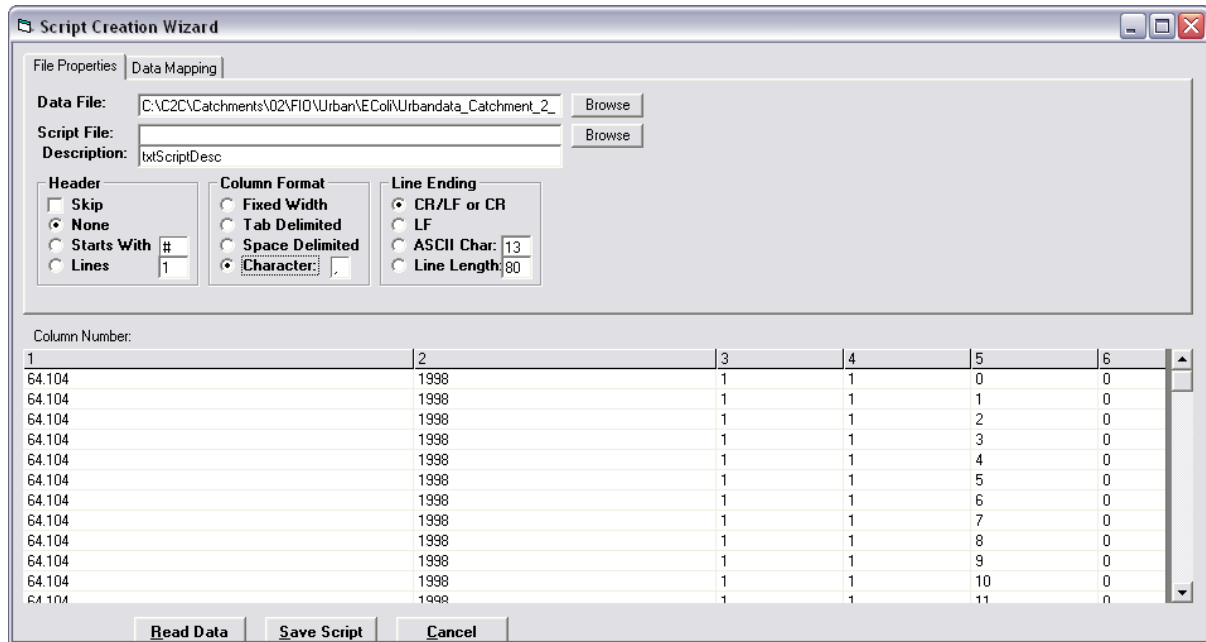 Script Creation Wizard
File Properties Data Mapping
Data File: C:\C2C\Catchments\02\FIO\Urban\EColi\Urbandata_Catchment_2_ Browse
Script File: Browse
Description: txtScriptDesc
Header Column Format Line Ending
Skip Fixed Width CR/LF or CR
None Tab Delimited LF
Starts With # Space Delimited ASCII Char: 13
Lines 1 Character: , Line Length: 80
Column Number:
1 2 3 4 5 6
64.104 1998 1 1 0 0
64.104 1998 1 1 1 0
64.104 1998 1 1 2 0
64.104 1998 1 1 3 0
64.104 1998 1 1 4 0
64.104 1998 1 1 5 0
64.104 1998 1 1 6 0
64.104 1998 1 1 7 0
64.104 1998 1 1 8 0
64.104 1998 1 1 9 0
64.104 1998 1 1 10 0
64.104 1998 1 1 11 0
Read Data Save Script Cancel